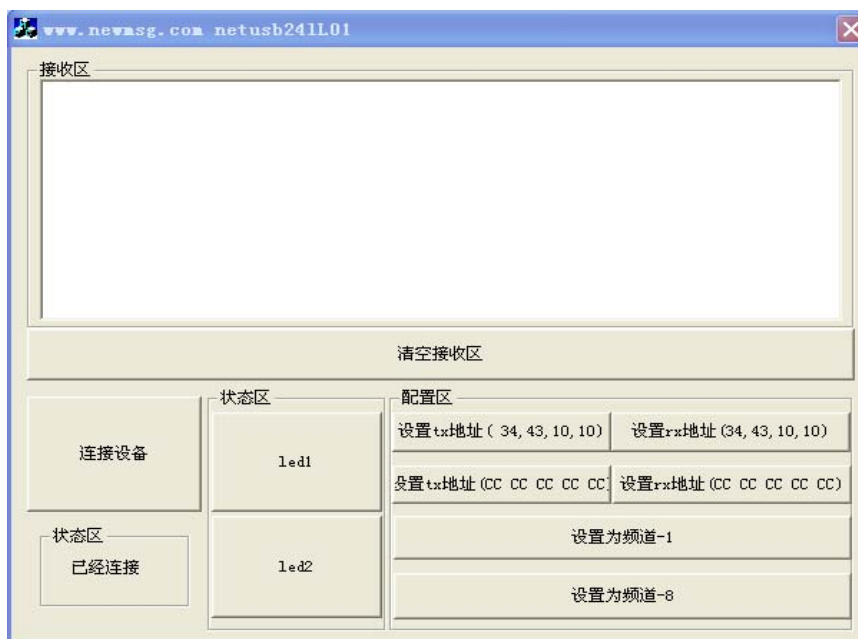 www.newmsg.com netusb24lL01
接收区
清空接收区
连接设备
状态区
led1
led2
状态区
已经连接
配置区
设置tx地址( 34,43,10,10)
设置rx地址(34,43,10,10)
设置tx地址(CC CC CC CC CC)
设置rx地址(CC CC CC CC CC)
设置为频道-1
设置为频道-8